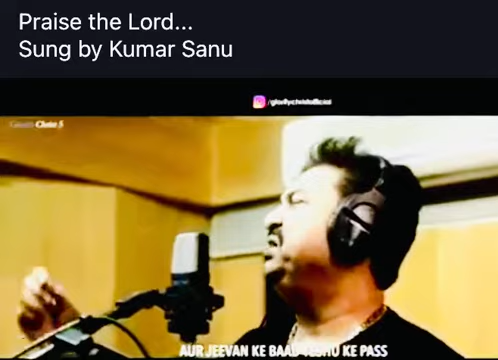 Praise the Lord...
Sung by Kumar Sanu
AUR JEEVAN KE BAAD YESHU KE PASS